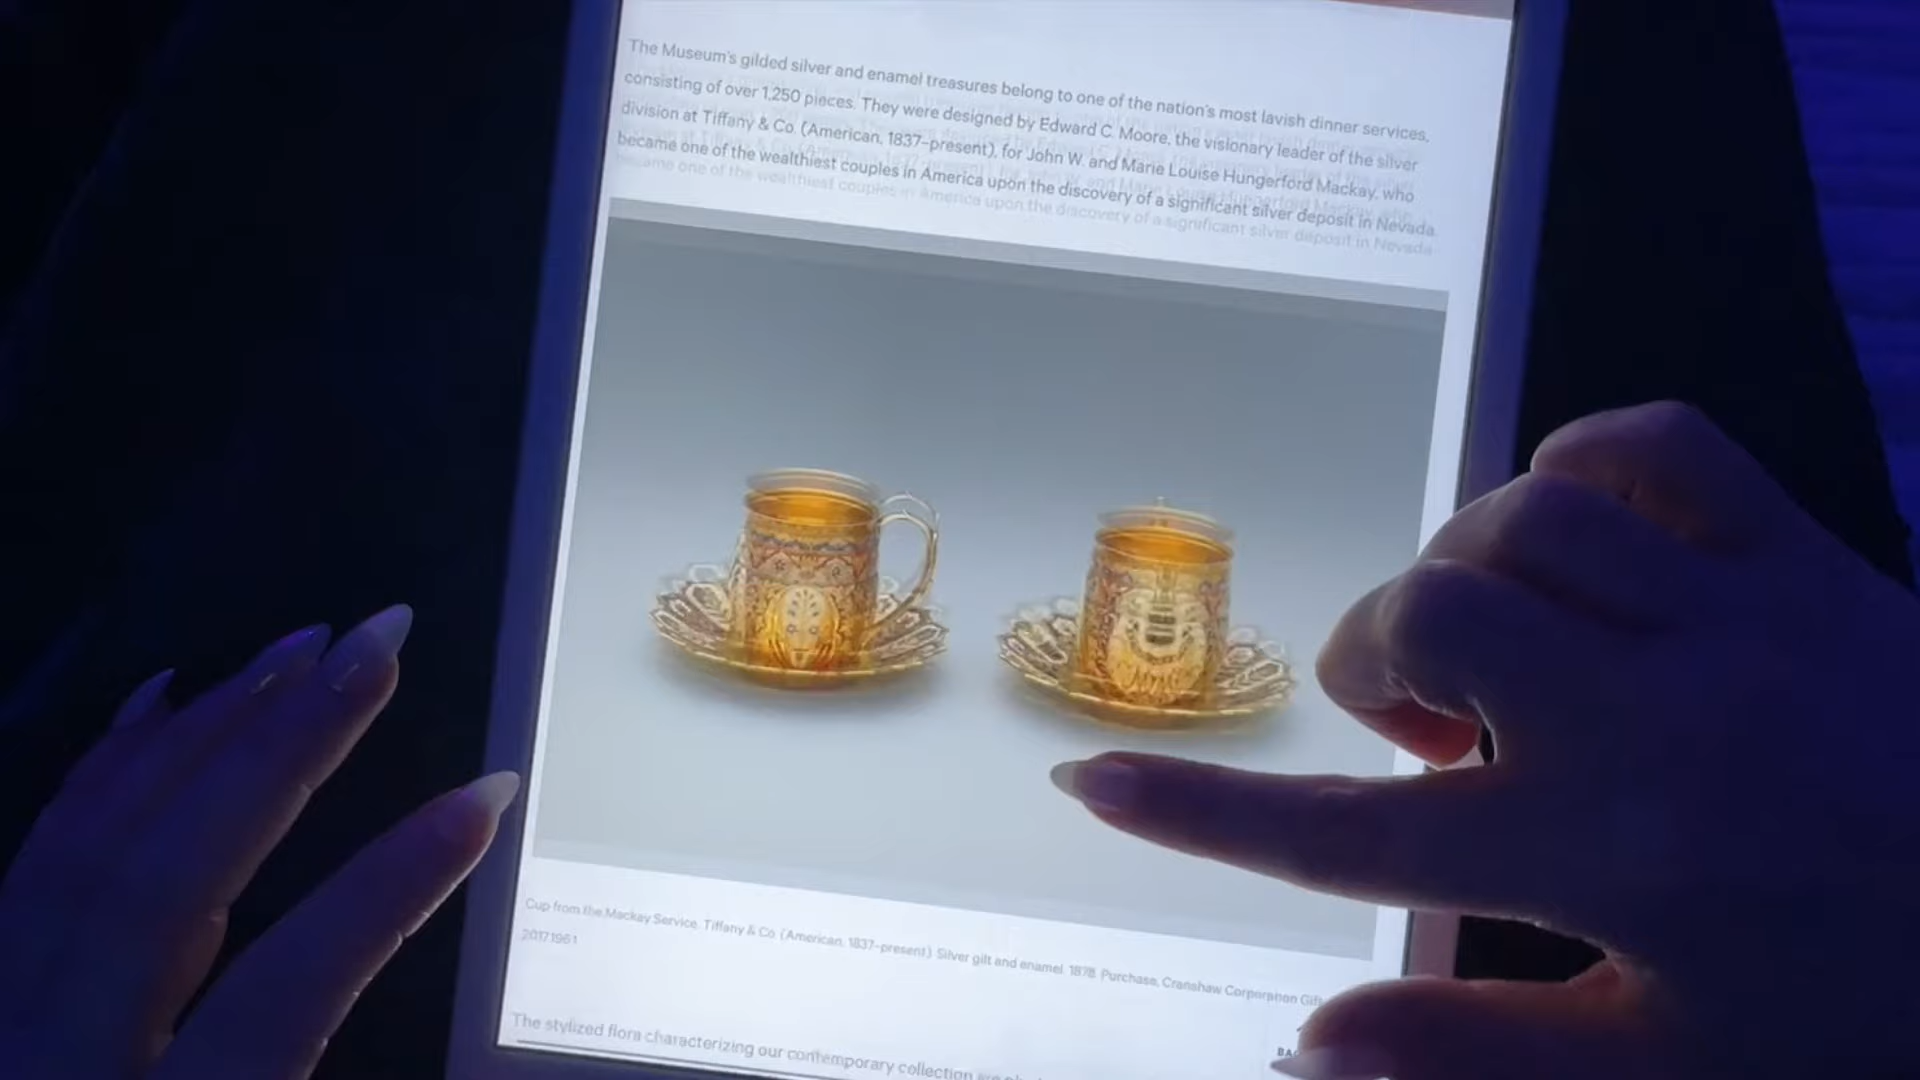 The Museum's gilded silver and enamel treasures belong to one of the nation's most lavish dinner services,
consisting of over 1,250 pieces. They were designed by Edward C. Moore, the visionary leader of the silver
division at Tiffany & Co. (American, 1837–present), for John W. and Marie Louise Hungerford Mackay, who
became one of the wealthiest couples in America upon the discovery of a significant silver deposit in Nevada.
Cup from the Mackay Service. Tiffany & Co. (American, 1837–present). Silver gilt and enamel. 1878. Purchase, Cranshaw Corporation Gift
2017.196.1
The stylized flora characterizing our contemporary collection